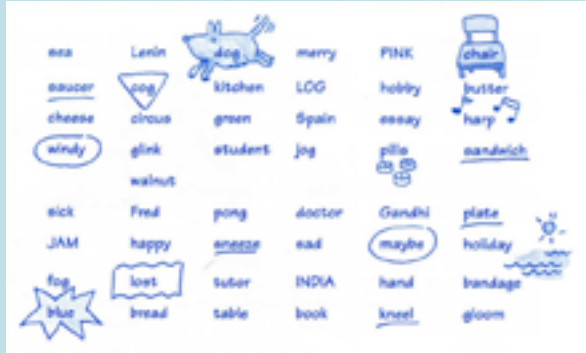 sea Lenin dog merry PINK chair
saucer cog kitchen LOG hobby butter
cheese circus green Spain essay harp
windy glink student jog pills sandwich
walnut
sick Fred pong doctor Gandhi plate
JAM happy sneeze sad maybe holiday
fog lost tutor INDIA hand bandage
blue bread table book kneel gloom